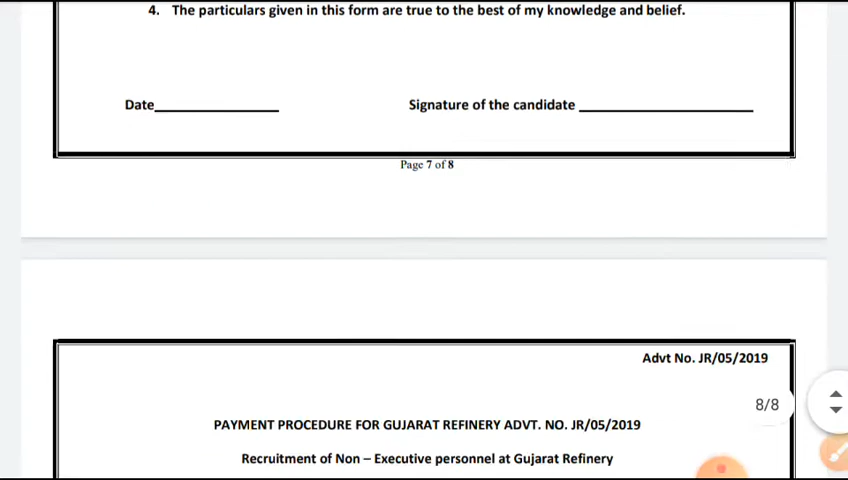 4. The particulars given in this form are true to the best of my knowledge and belief.
Date______________ Signature of the candidate ____________________
Page 7 of 8
Advt No. JR/05/2019
8/8
PAYMENT PROCEDURE FOR GUJARAT REFINERY ADVT. NO. JR/05/2019
Recruitment of Non – Executive personnel at Gujarat Refinery